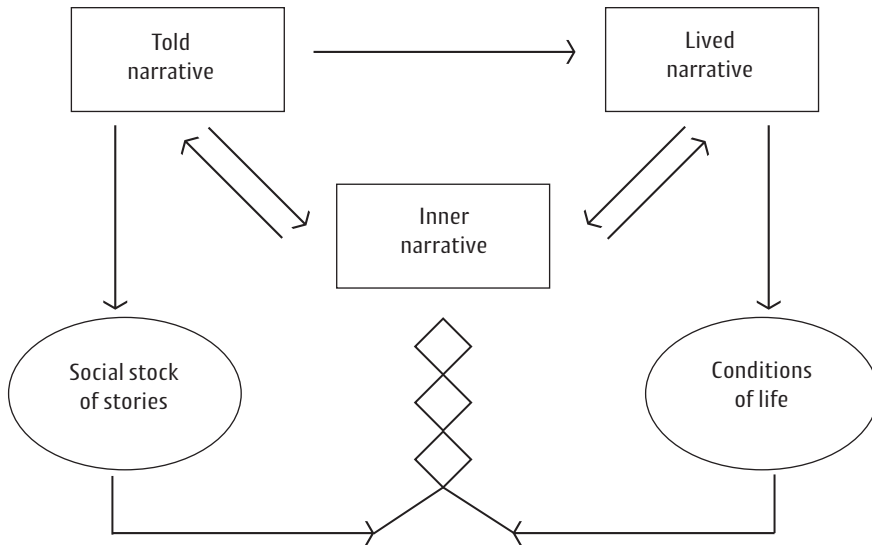 Told
narrative
Lived
narrative
Inner
narrative
Social stock
of stories
Conditions
of life